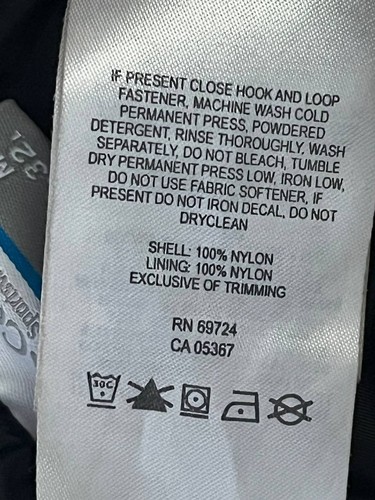 IF PRESENT CLOSE HOOK AND LOOP
FASTENER, MACHINE WASH COLD
PERMANENT PRESS, POWDERED
DETERGENT, RINSE THOROUGHLY. WASH
SEPARATELY, DO NOT BLEACH, TUMBLE
DRY PERMANENT PRESS LOW, IRON LOW,
DO NOT USE FABRIC SOFTENER, IF
PRESENT DO NOT IRON DECAL, DO NOT
DRYCLEAN
SHELL: 100% NYLON
LINING: 100% NYLON
EXCLUSIVE OF TRIMMING
RN 69724
CA 05367
30C
M
32L